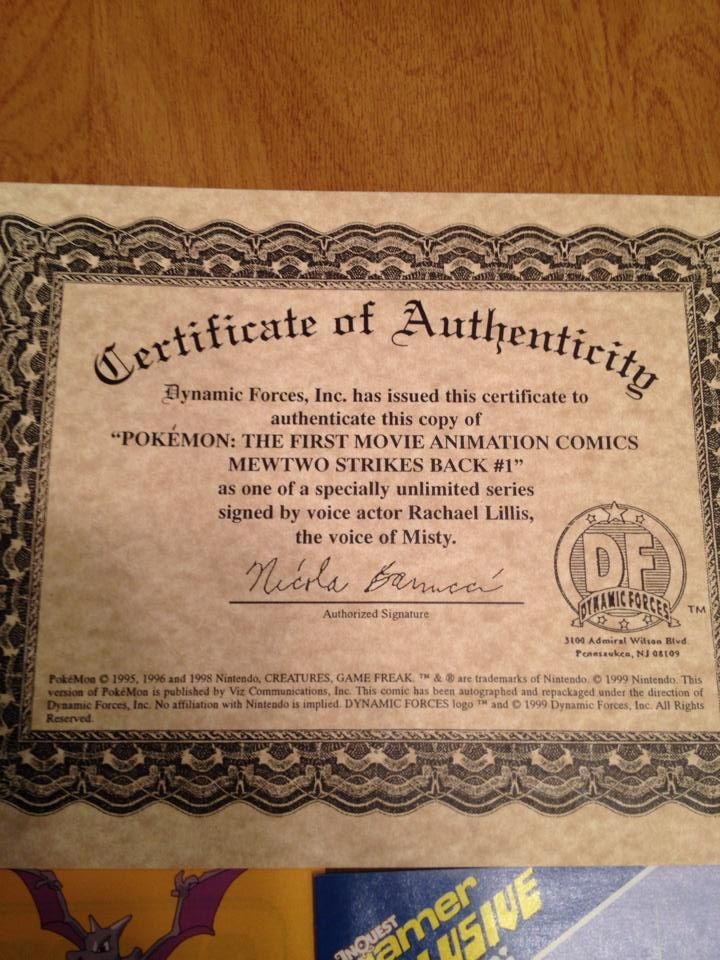 Certificate of Authenticity
Dynamic Forces, Inc. has issued this certificate to
authenticate this copy of
“POKÉMON: THE FIRST MOVIE ANIMATION COMICS
MEWTWO STRIKES BACK #1”
as one of a specially unlimited series
signed by voice actor Rachael Lillis,
the voice of Misty.
Nicola Barrucci
Authorized Signature
DF
DYNAMIC FORCES
TM
3100 Admiral Wilson Blvd.
Pennsauken, NJ 08109
PokéMon © 1995, 1996 and 1998 Nintendo, CREATURES, GAME FREAK. ™ & ® are trademarks of Nintendo. © 1999 Nintendo. This
version of PokéMon is published by Viz Communications, Inc. This comic has been autographed and repackaged under the direction of
Dynamic Forces, Inc. No affiliation with Nintendo is implied. DYNAMIC FORCES logo ™ and © 1999 Dynamic Forces, Inc. All Rights
Reserved.
INQUEST
amer
USIVE